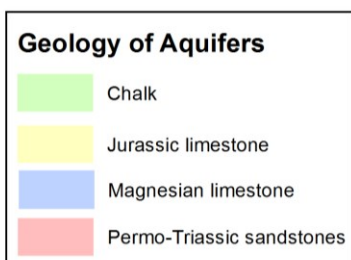 Geology of Aquifers
Chalk
Jurassic limestone
Magnesian limestone
Permo-Triassic sandstones